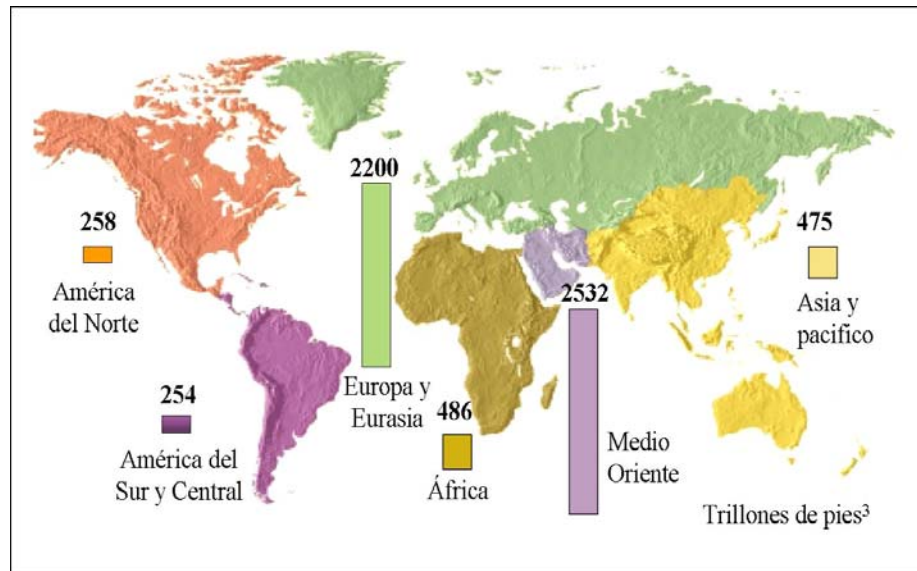 2200
258
América
del Norte
475
Asia y
pacifico
2532
254
América del
Sur y Central
Europa y
Eurasia
486
África
Medio
Oriente
Trillones de pies³